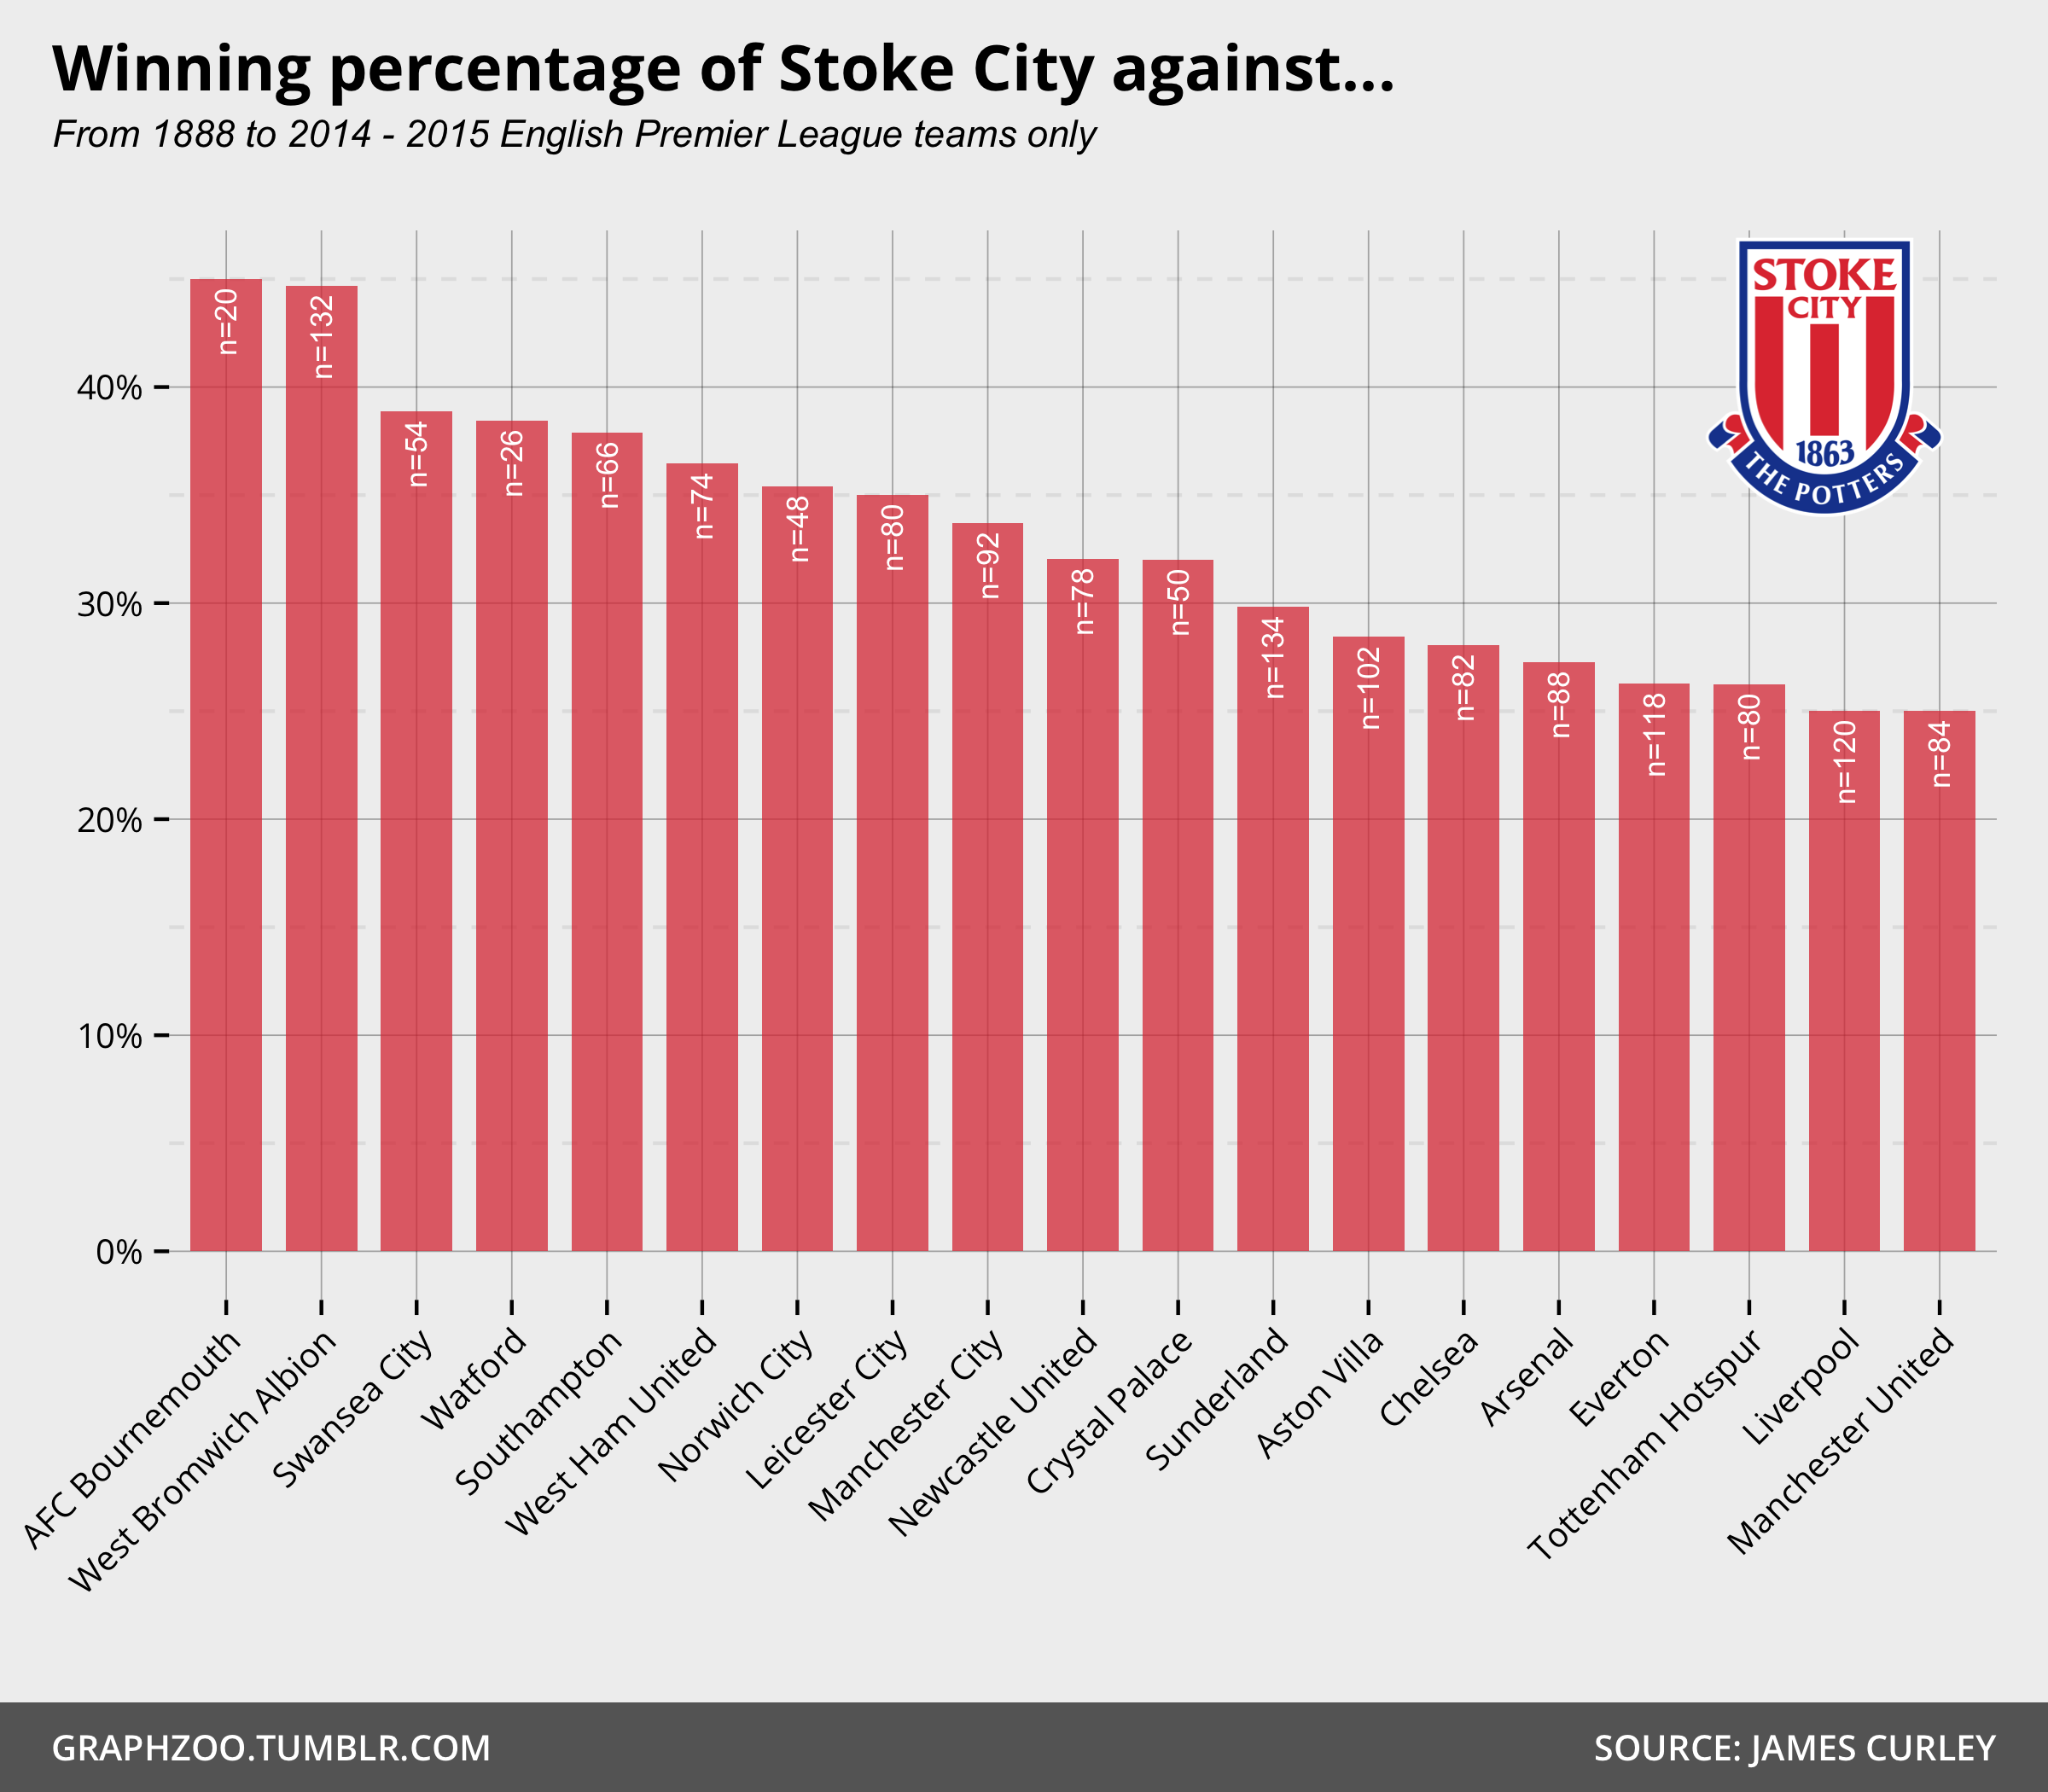 Winning percentage of Stoke City against...
From 1888 to 2014 - 2015 English Premier League teams only
STOKE
CITY
1863
THE POTTERS
40%
30%
20%
10%
0%
n=20
n=132
n=54
n=26
n=66
n=74
n=48
n=80
n=92
n=78
n=50
n=134
n=102
n=82
n=88
n=118
n=80
n=120
n=84
AFC Bournemouth
West Bromwich Albion
Swansea City
Watford
Southampton
West Ham United
Norwich City
Leicester City
Manchester City
Newcastle United
Crystal Palace
Sunderland
Aston Villa
Chelsea
Arsenal
Everton
Tottenham Hotspur
Liverpool
Manchester United
GRAPHZOO.TUMBLR.COM
SOURCE: JAMES CURLEY